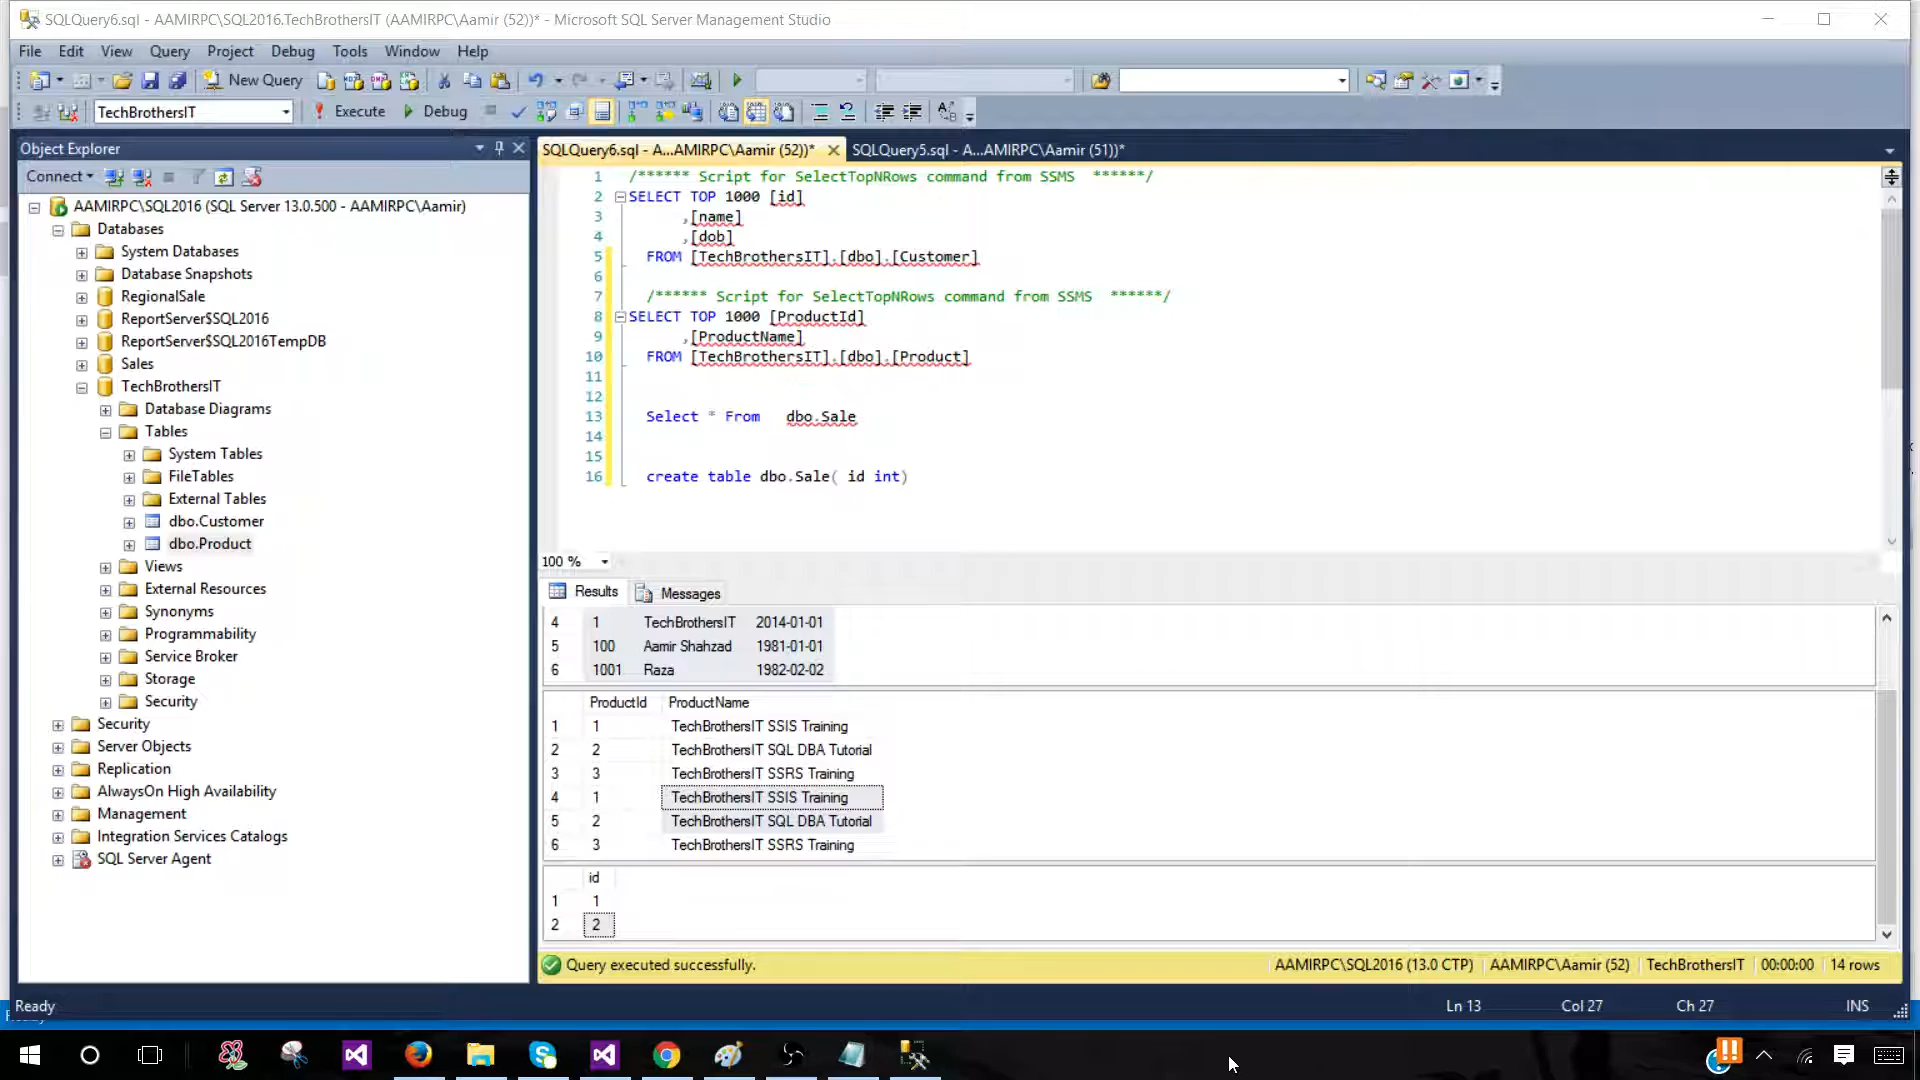 SQLQuery6.sql - AAMIRPC\SQL2016.TechBrothersIT (AAMIRPC\Aamir (52))* - Microsoft SQL Server Management Studio
File Edit View Query Project Debug Tools Window Help
New Query
TechBrothersIT Execute Debug
Object Explorer
Connect
AAMIRPC\SQL2016 (SQL Server 13.0.500 - AAMIRPC\Aamir)
Databases
System Databases
Database Snapshots
RegionalSale
ReportServer$SQL2016
ReportServer$SQL2016TempDB
Sales
TechBrothersIT
Database Diagrams
Tables
System Tables
FileTables
External Tables
dbo.Customer
dbo.Product
Views
External Resources
Synonyms
Programmability
Service Broker
Storage
Security
Security
Server Objects
Replication
AlwaysOn High Availability
Management
Integration Services Catalogs
SQL Server Agent
SQLQuery6.sql - A...AMIRPC\Aamir (52))* SQLQuery5.sql - A...AMIRPC\Aamir (51))*
1 /****** Script for SelectTopNRows command from SSMS ******/
2 SELECT TOP 1000 [id]
3 ,[name]
4 ,[dob]
5 FROM [TechBrothersIT].[dbo].[Customer]
6
7 /****** Script for SelectTopNRows command from SSMS ******/
8 SELECT TOP 1000 [ProductId]
9 ,[ProductName]
10 FROM [TechBrothersIT].[dbo].[Product]
11
12
13 Select * From dbo.Sale
14
15
16 create table dbo.Sale( id int)
100 %
Results Messages
4 1 TechBrothersIT 2014-01-01
5 100 Aamir Shahzad 1981-01-01
6 1001 Raza 1982-02-02
ProductId ProductName
1 1 TechBrothersIT SSIS Training
2 2 TechBrothersIT SQL DBA Tutorial
3 3 TechBrothersIT SSRS Training
4 1 TechBrothersIT SSIS Training
5 2 TechBrothersIT SQL DBA Tutorial
6 3 TechBrothersIT SSRS Training
id
1 1
2 2
Query executed successfully. AAMIRPC\SQL2016 (13.0 CTP) AAMIRPC\Aamir (52) TechBrothersIT 00:00:00 14 rows
Ready Ln 13 Col 27 Ch 27 INS